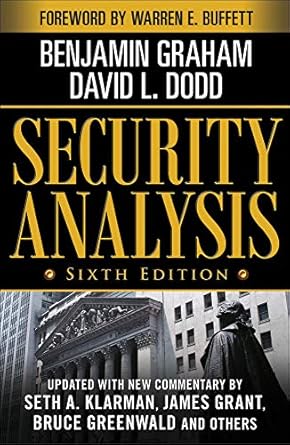 FOREWORD BY WARREN E. BUFFETT
BENJAMIN GRAHAM
DAVID L. DODD
SECURITY
ANALYSIS
• SIXTH EDITION •
UPDATED WITH NEW COMMENTARY BY
SETH A. KLARMAN, JAMES GRANT,
BRUCE GREENWALD AND OTHERS